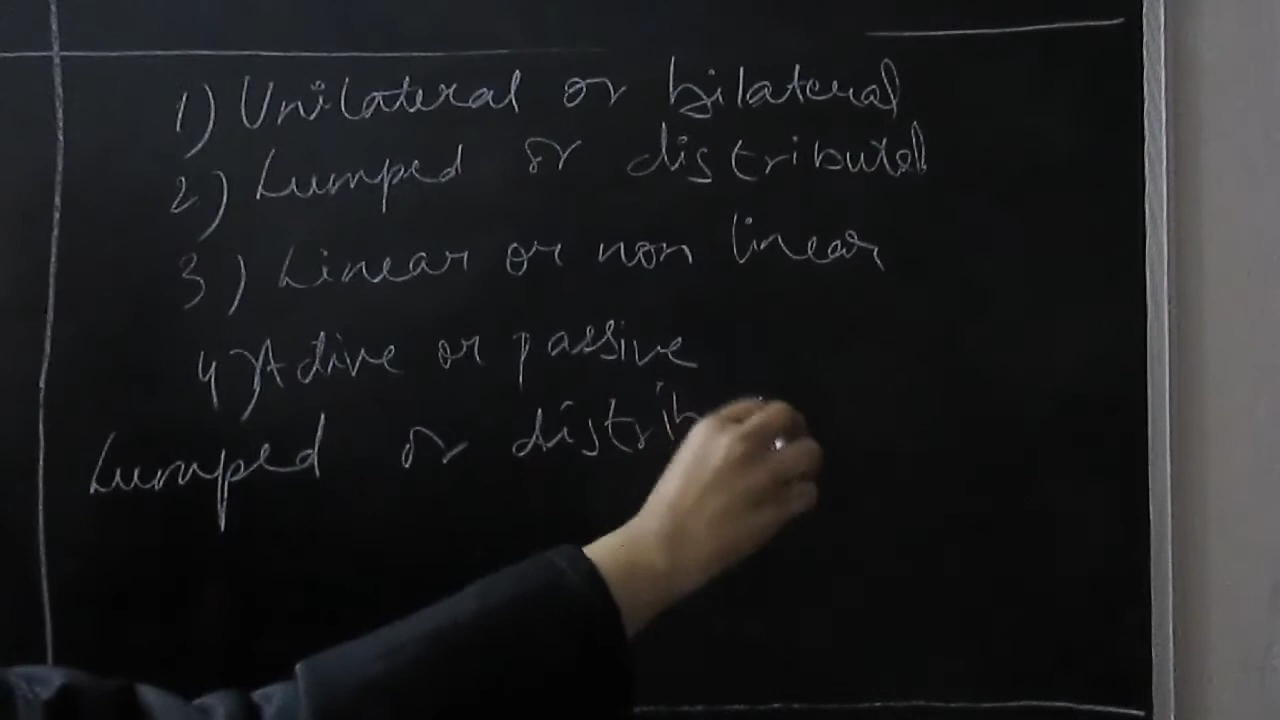 1) Unilateral or bilateral
2) Lumped or distributed
3) Linear or non linear
4) Active or passive
Lumped or distrib